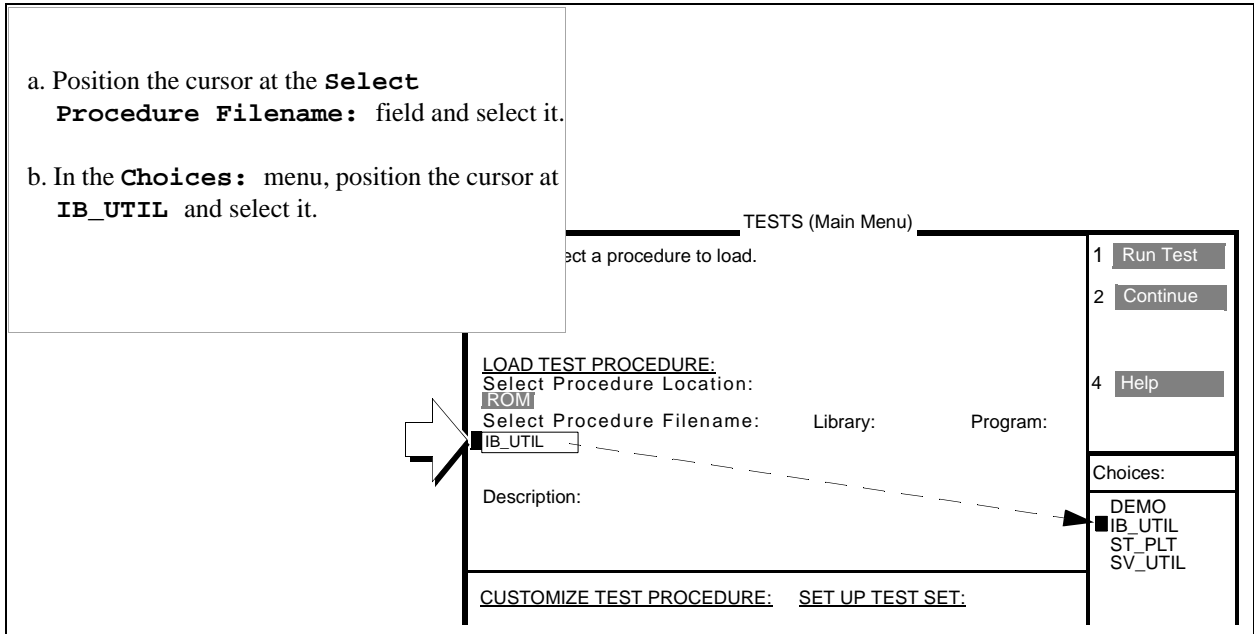 a. Position the cursor at the Select
Procedure Filename: field and select it.
b. In the Choices: menu, position the cursor at
IB_UTIL and select it.
TESTS (Main Menu)
a procedure to load.
1 Run Test
2 Continue
4 Help
LOAD TEST PROCEDURE:
Select Procedure Location:
ROM
Select Procedure Filename: Library: Program:
IB_UTIL
Description:
Choices:
DEMO
IB_UTIL
ST_PLT
SV_UTIL
CUSTOMIZE TEST PROCEDURE: SET UP TEST SET: